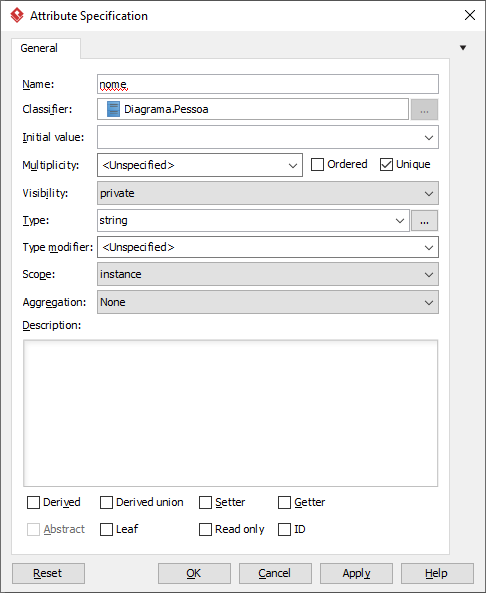 Attribute Specification
General
Name: nome
Classifier: Diagrama.Pessoa ...
Initial value:
Multiplicity: <Unspecified> Ordered Unique
Visibility: private
Type: string ...
Type modifier: <Unspecified>
Scope: instance
Aggregation: None
Description:
Derived Derived union Setter Getter
Abstract Leaf Read only ID
Reset OK Cancel Apply Help